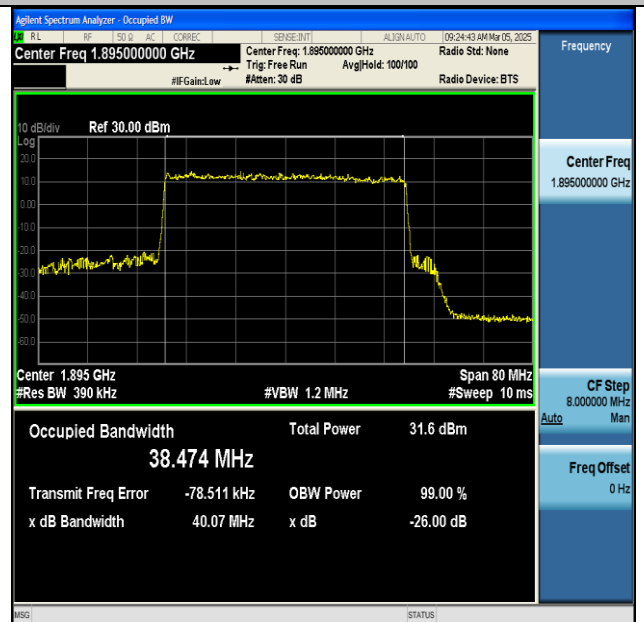 Agilent Spectrum Analyzer - Occupied BW
LXI RL RF 50 Ω AC CORREC SENSE:INT ALIGN AUTO 09:24:43 AM Mar 05, 2025
Center Freq 1.895000000 GHz
Center Freq: 1.895000000 GHz
Radio Std: None
Trig: Free Run Avg|Hold: 100/100
#IFGain:Low
#Atten: 30 dB
Radio Device: BTS
10 dB/div Ref 30.00 dBm
Log
20.0
10.0
0.00
-10.0
-20.0
-30.0
-40.0
-50.0
-60.0
Center 1.895 GHz Span 80 MHz
#Res BW 390 kHz #VBW 1.2 MHz #Sweep 10 ms
Occupied Bandwidth Total Power 31.6 dBm
38.474 MHz
Transmit Freq Error -78.511 kHz OBW Power 99.00 %
x dB Bandwidth 40.07 MHz x dB -26.00 dB
MSG STATUS
Frequency
Center Freq
1.895000000 GHz
CF Step
8.000000 MHz
Auto Man
Freq Offset
0 Hz